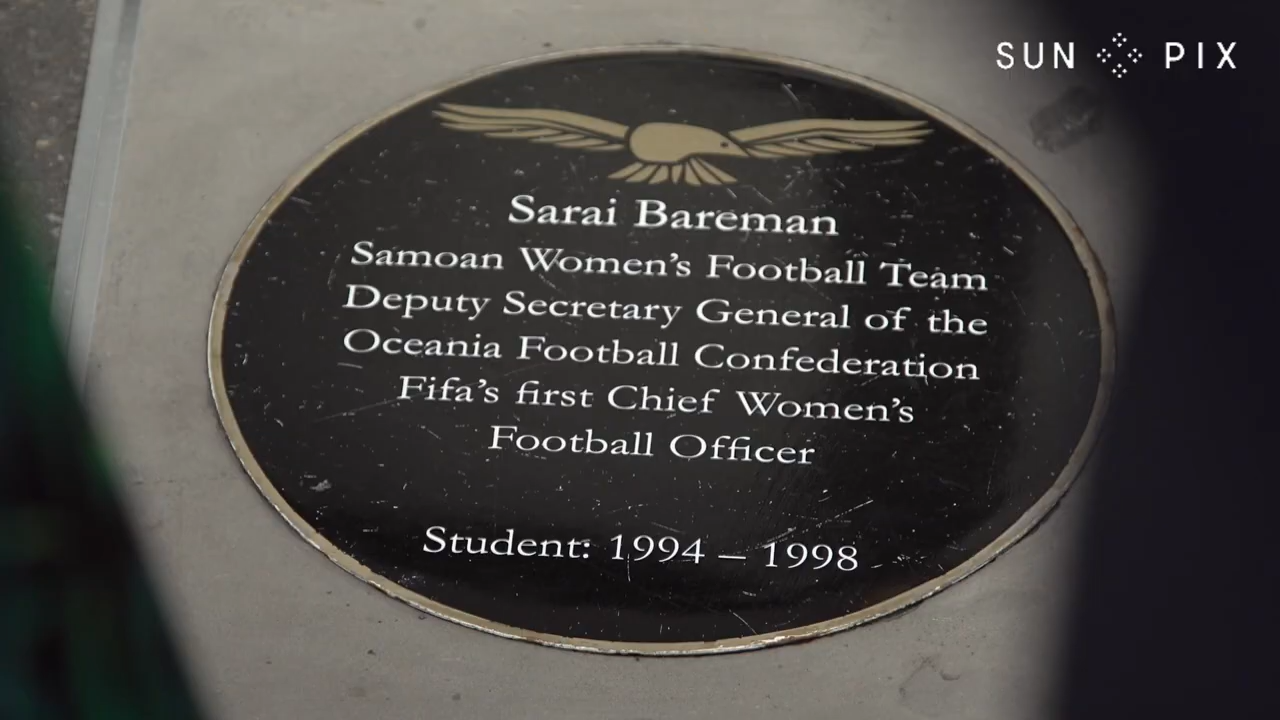 SUN PIX
Sarai Bareman
Samoan Women's Football Team
Deputy Secretary General of the
Oceania Football Confederation
Fifa's first Chief Women's
Football Officer
Student: 1994 – 1998